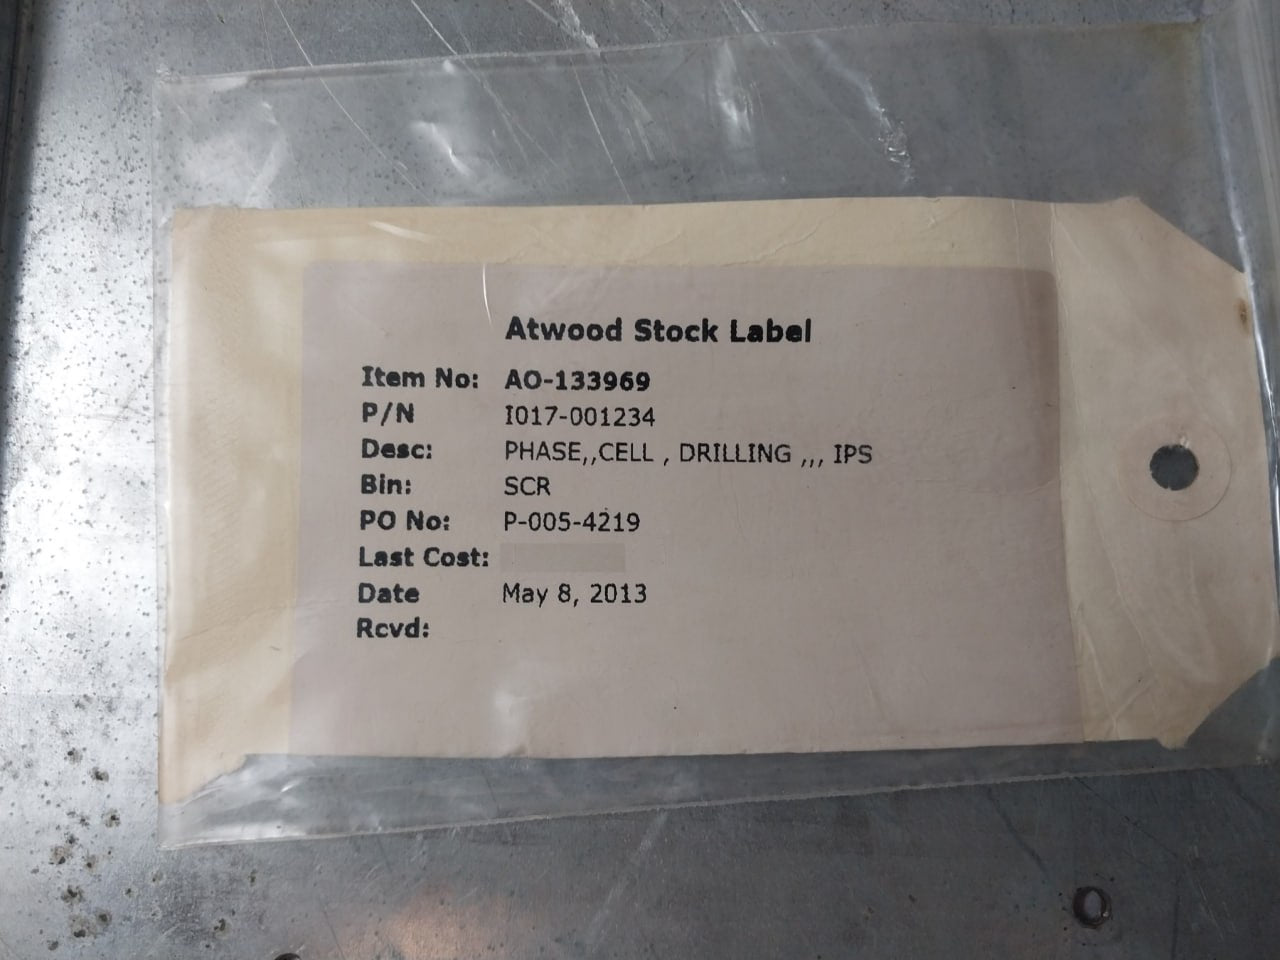 Atwood Stock Label
Item No: AO-133969
P/N I017-001234
Desc: PHASE,,CELL , DRILLING ,,, IPS
Bin: SCR
PO No: P-005-4219
Last Cost:
Date May 8, 2013
Rcvd: